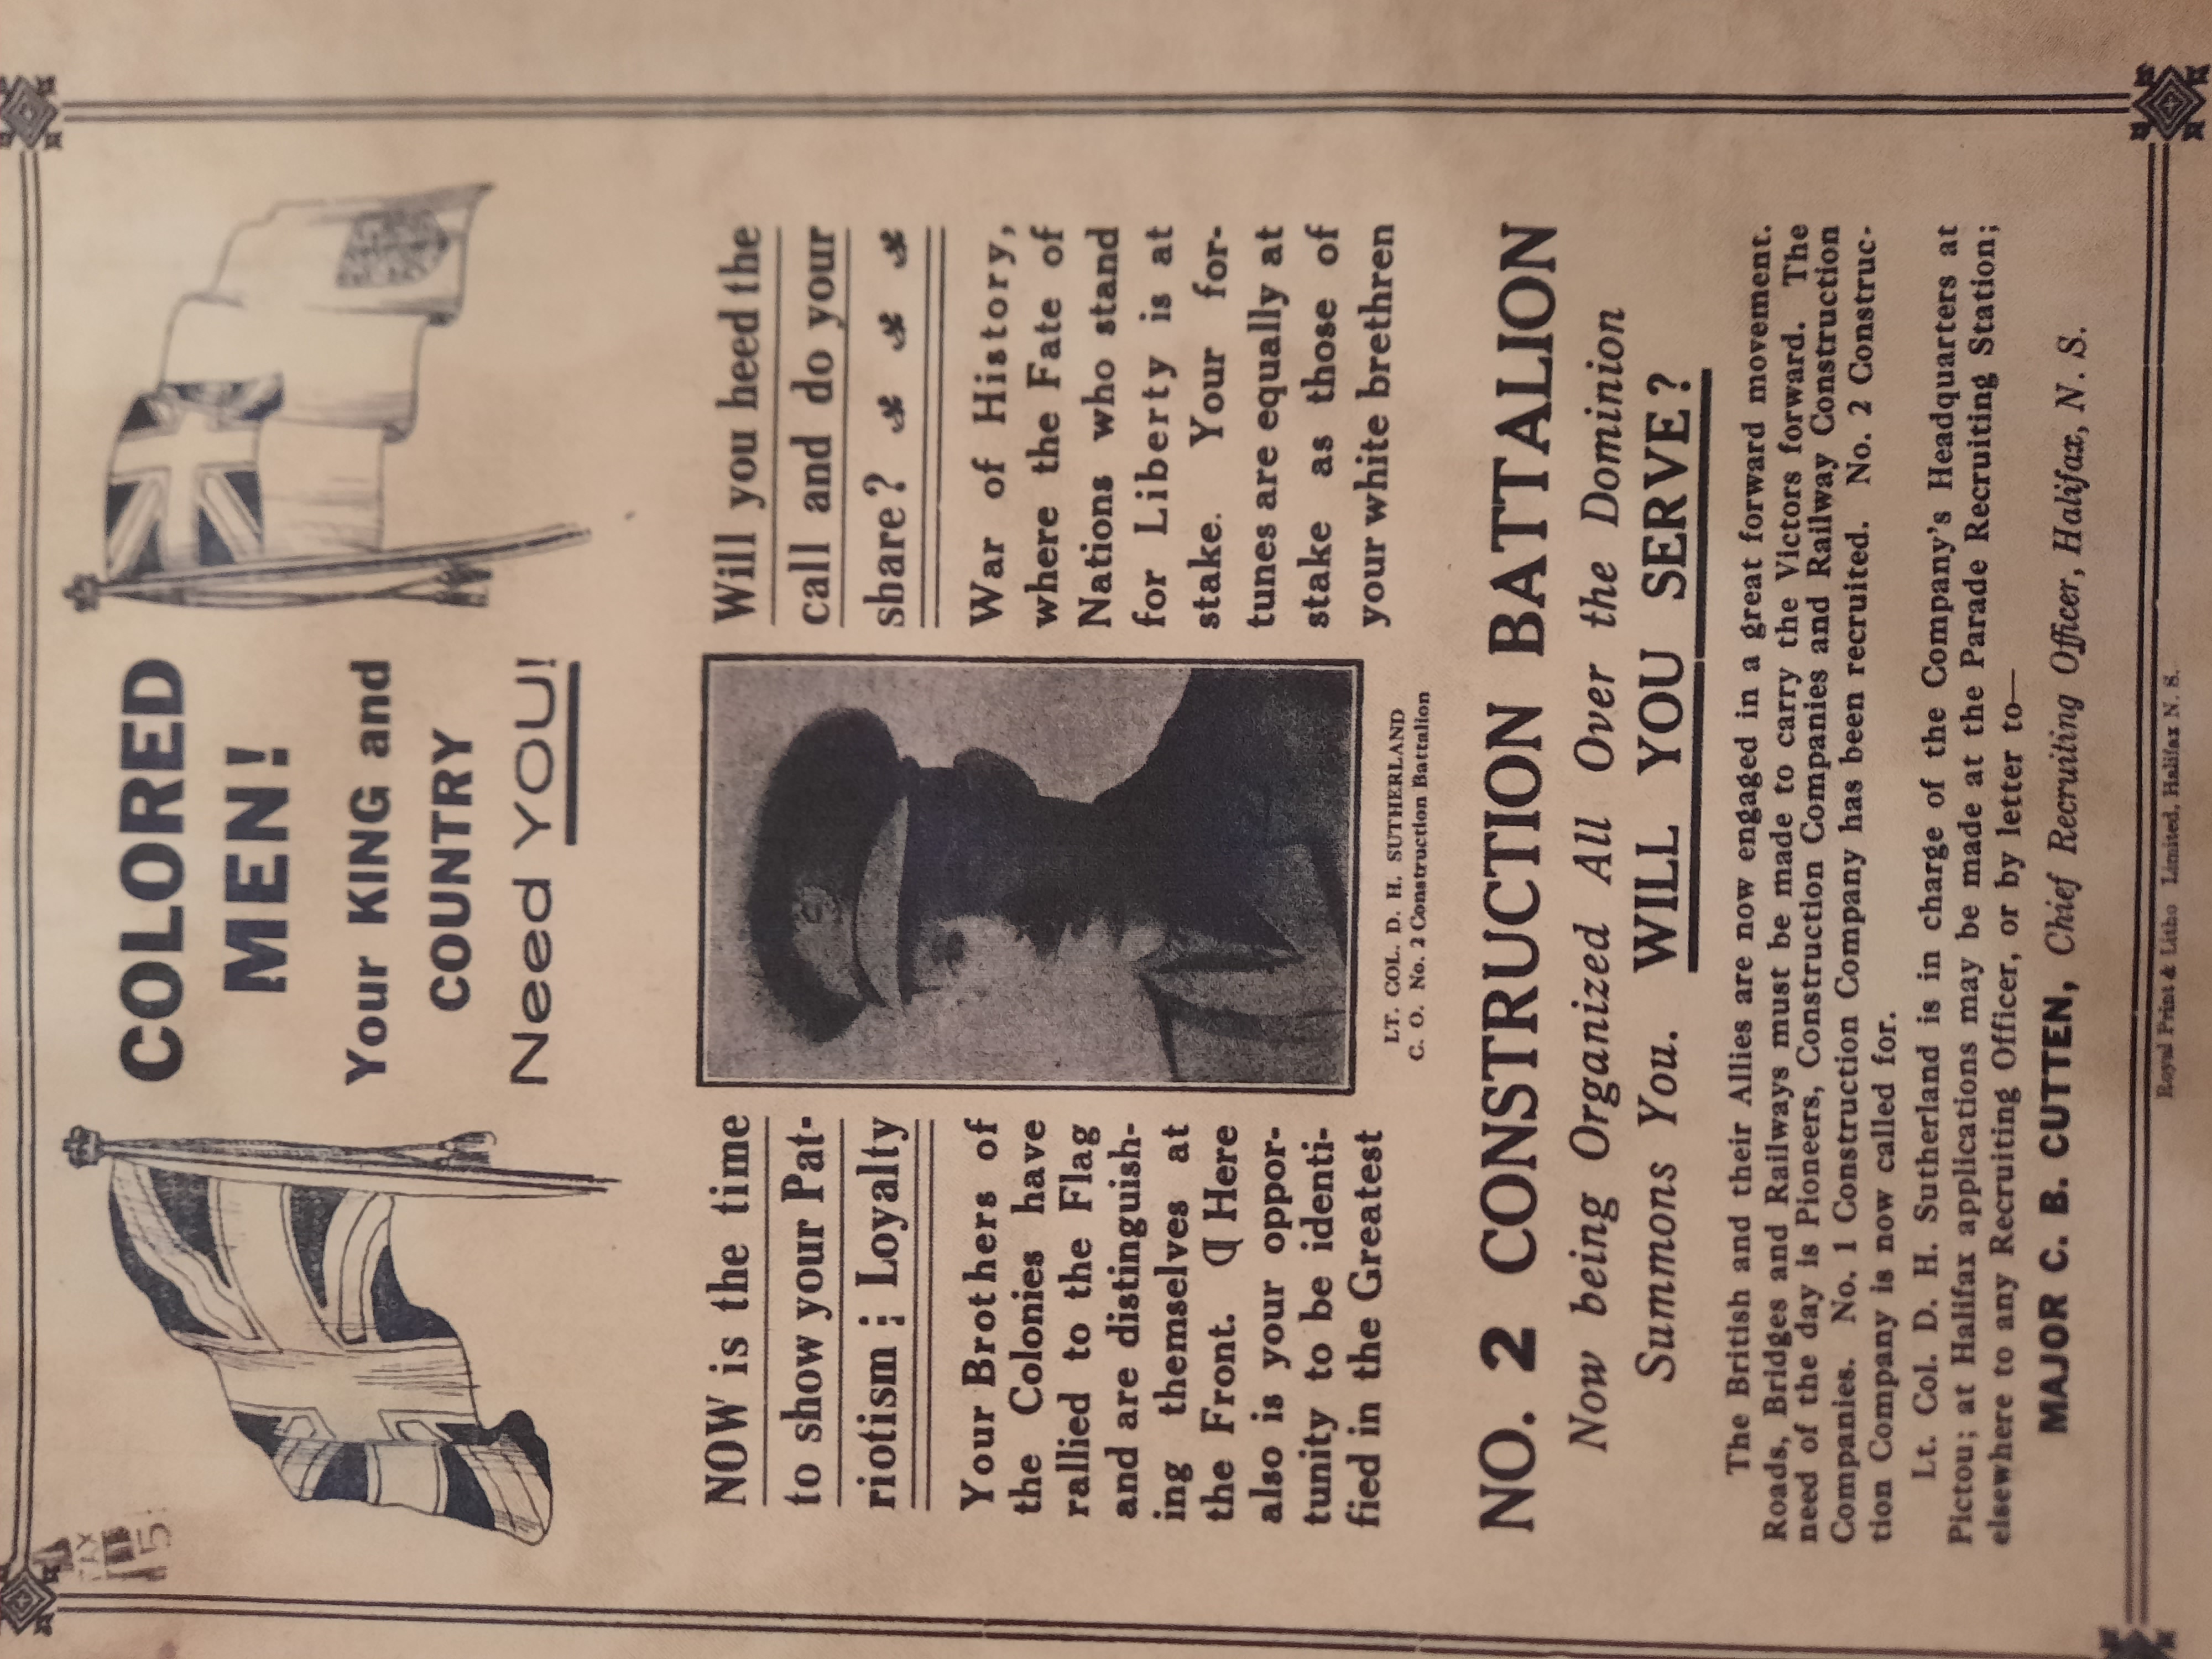 COLORED
MEN!
Your KING and
COUNTRY
Need YOU!
NOW is the time
to show your Pat-
riotism ; Loyalty
Your Brothers of
the Colonies have
rallied to the Flag
and are distinguish-
ing themselves at
the Front. ¶ Here
also is your oppor-
tunity to be identi-
fied in the Greatest
LT. COL. D. H. SUTHERLAND
C. O. No. 2 Construction Battalion
Will you heed the
call and do your
share?
War of History,
where the Fate of
Nations who stand
for Liberty is at
stake. Your for-
tunes are equally at
stake as those of
your white brethren
NO. 2 CONSTRUCTION BATTALION
Now being Organized All Over the Dominion
Summons You. WILL YOU SERVE?
The British and their Allies are now engaged in a great forward movement.
Roads, Bridges and Railways must be made to carry the Victors forward. The
need of the day is Pioneers, Construction Companies and Railway Construction
Companies. No. 1 Construction Company has been recruited. No. 2 Construc-
tion Company is now called for.
Lt. Col. D. H. Sutherland is in charge of the Company's Headquarters at
Pictou; at Halifax applications may be made at the Parade Recruiting Station;
elsewhere to any Recruiting Officer, or by letter to—
MAJOR C. B. CUTTEN, Chief Recruiting Officer, Halifax, N. S.
Royal Print & Litho Limited, Halifax N. S.